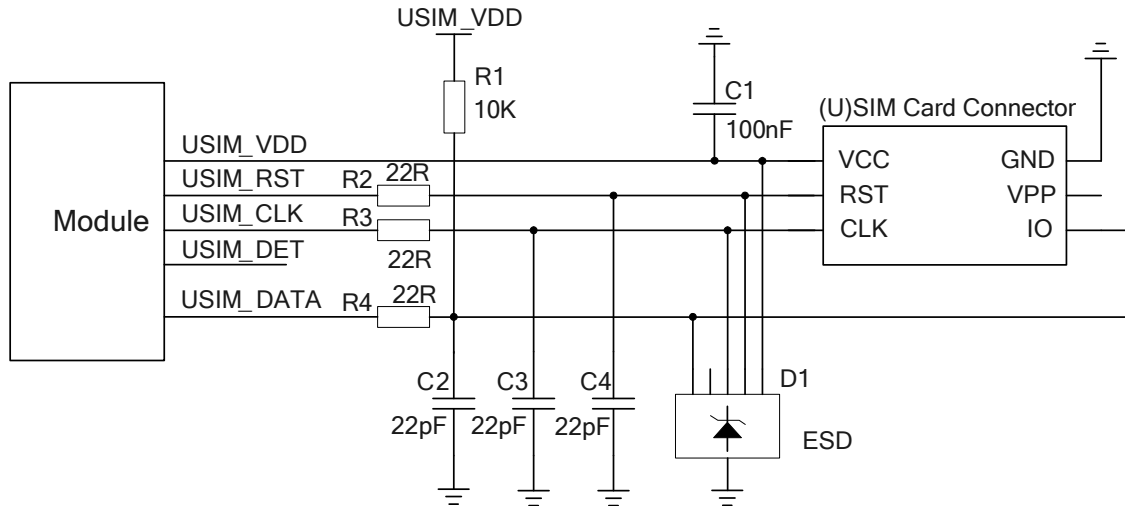 USIM_VDD
R1
10K
C1
100nF
(U)SIM Card Connector
Module
USIM_VDD
USIM_RST
USIM_CLK
USIM_DET
USIM_DATA
R2
22R
R3
22R
R4
22R
VCC
GND
RST
VPP
CLK
IO
C2
22pF
C3
22pF
C4
22pF
D1
ESD